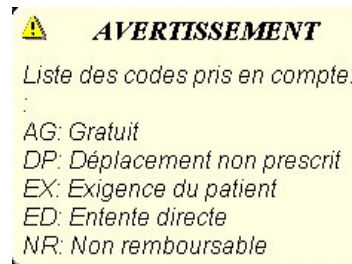 AVERTISSEMENT
Liste des codes pris en compte:
:
AG: Gratuit
DP: Déplacement non prescrit
EX: Exigence du patient
ED: Entente directe
NR: Non remboursable